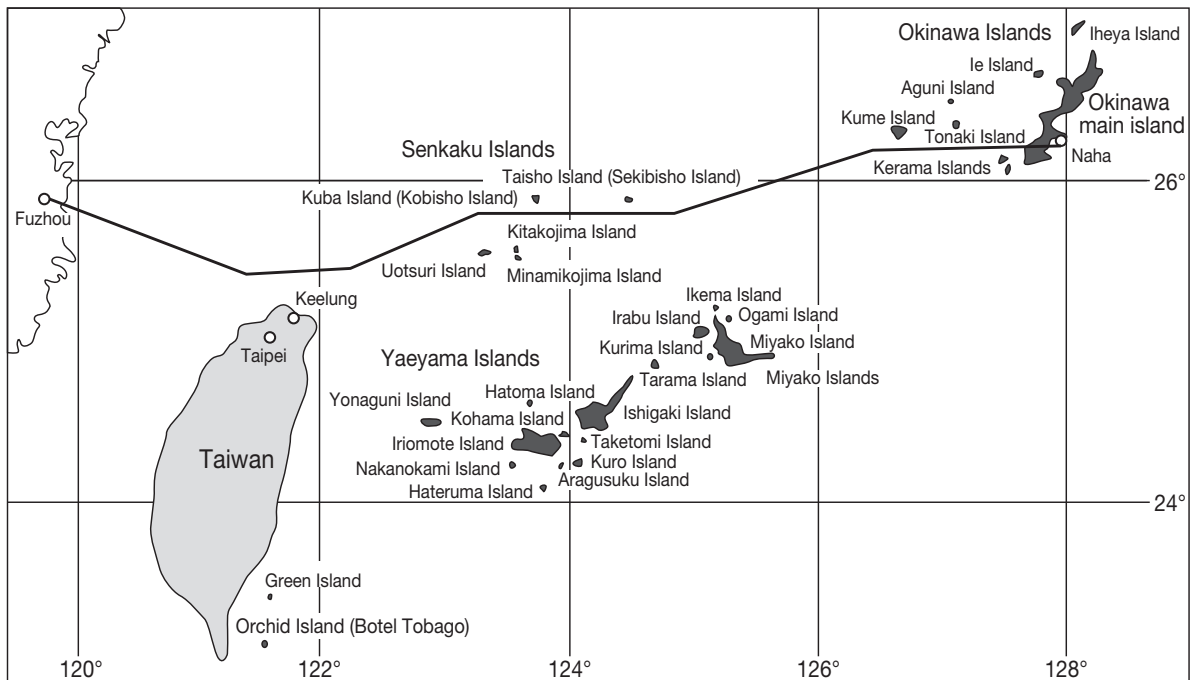 Okinawa Islands
Iheya Island
Ie Island
Aguni Island
Okinawa
main island
Kume Island
Tonaki Island
Naha
Kerama Islands
Senkaku Islands
Taisho Island (Sekibisho Island)
26°
Kuba Island (Kobisho Island)
Fuzhou
Kitakojima Island
Uotsuri Island
Minamikojima Island
Keelung
Taipei
Ikema Island
Irabu Island
Ogami Island
Kurima Island
Miyako Island
Tarama Island
Miyako Islands
Yaeyama Islands
Yonaguni Island
Hatoma Island
Kohama Island
Ishigaki Island
Iriomote Island
Taketomi Island
Nakanokami Island
Kuro Island
Aragusuku Island
Hateruma Island
Taiwan
24°
Green Island
Orchid Island (Botel Tobago)
120°
122°
124°
126°
128°